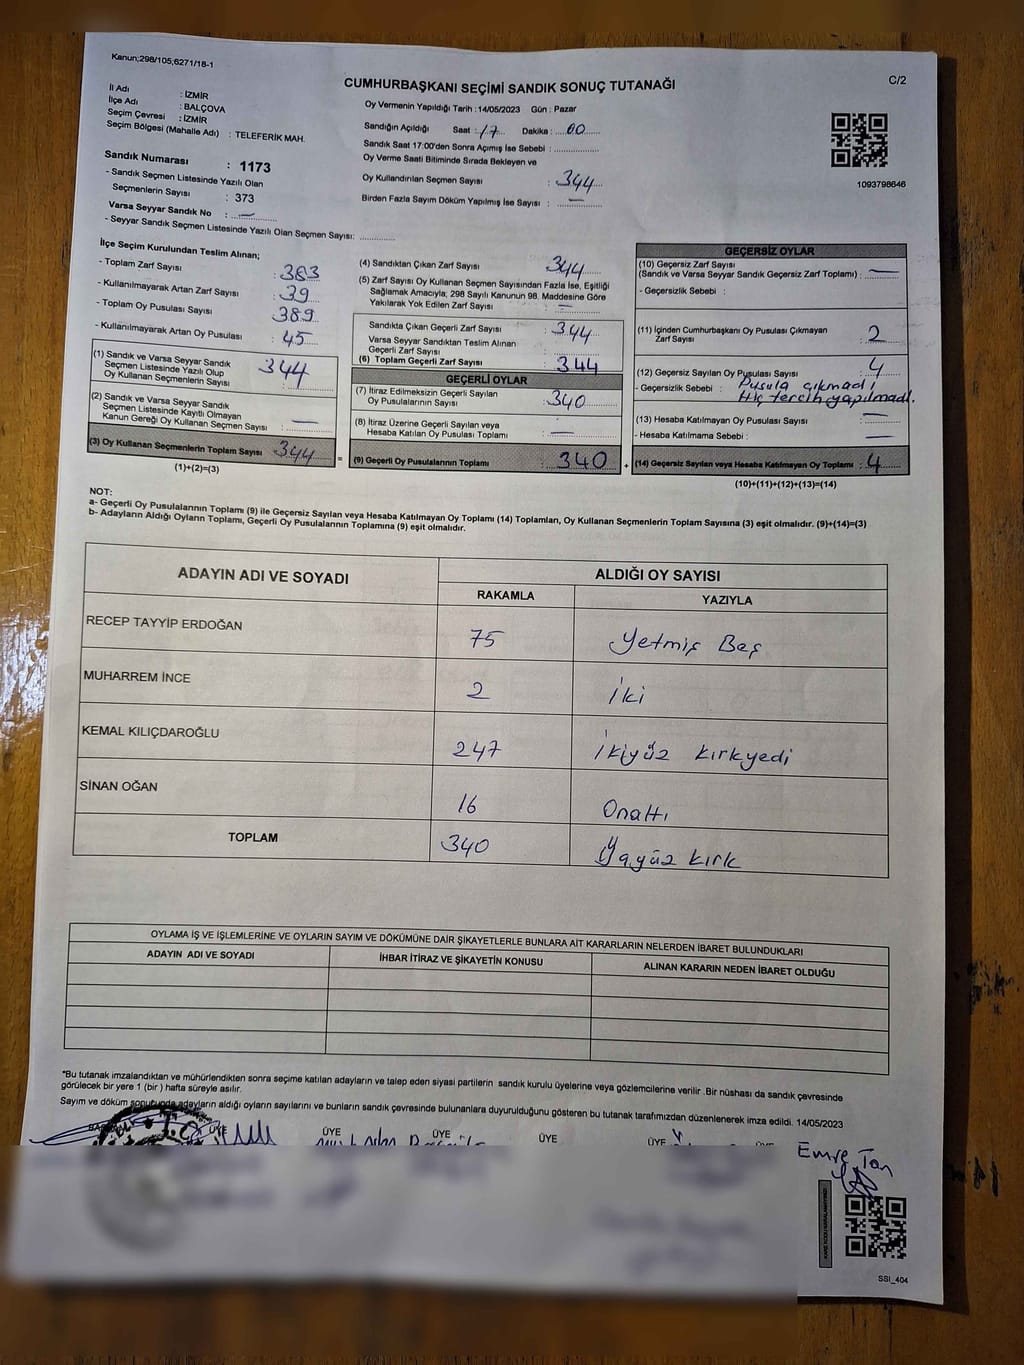 Kanun;298/105,6271/18-1
C/2
CUMHURBAŞKANI SEÇİMİ SANDIK SONUÇ TUTANAĞI
İl Adı : İZMİR
İlçe Adı : BALÇOVA
Seçim Çevresi : İZMİR
Seçim Bölgesi (Mahalle Adı) : TELEFERİK MAH.
Sandık Numarası : 1173
- Sandık Seçmen Listesinde Yazılı Olan
Seçmenlerin Sayısı : 373
Varsa Seyyar Sandık No : —
- Seyyar Sandık Seçmen Listesinde Yazılı Olan Seçmen Sayısı: ............
Oy Vermenin Yapıldığı Tarih : 14/05/2023 Gün : Pazar
Sandığın Açıldığı Saat : 17 Dakika : 00
Sandık Saat 17:00'den Sonra Açımış İse Sebebi : ............
Oy Verme Saati Bitiminde Sırada Bekleyen ve
Oy Kullandırılan Seçmen Sayısı : 344
Birden Fazla Sayım Döküm Yapılmış İse Sayısı : —
1093798646
İlçe Seçim Kurulundan Teslim Alınan;
- Toplam Zarf Sayısı : 383
- Kullanılmayarak Artan Zarf Sayısı : 39
- Toplam Oy Pusulası Sayısı : 389
- Kullanılmayarak Artan Oy Pusulası : 45
(1) Sandık ve Varsa Seyyar Sandık
Seçmen Listesinde Yazılı Olup
Oy Kullanan Seçmenlerin Sayısı : 344
(2) Sandık ve Varsa Seyyar Sandık
Seçmen Listesinde Kayıtlı Olmayan
Kanun Gereği Oy Kullanan Seçmen Sayısı : —
(3) Oy Kullanan Seçmenlerin Toplam Sayısı : 344
(1)+(2)=(3)
(4) Sandıktan Çıkan Zarf Sayısı : 344
(5) Zarf Sayısı Oy Kullanan Seçmen Sayısından Fazla İse, Eşitliği
Sağlamak Amacıyla, 298 Sayılı Kanunun 98. Maddesine Göre
Yakılarak Yok Edilen Zarf Sayısı : —
Sandıkta Çıkan Geçerli Zarf Sayısı : 344
Varsa Seyyar Sandıktan Teslim Alınan
Geçerli Zarf Sayısı :
(6) Toplam Geçerli Zarf Sayısı : 344
GEÇERLİ OYLAR
(7) İtiraz Edilmeksizin Geçerli Sayılan
Oy Pusulalarının Sayısı : 340
(8) İtiraz Üzerine Geçerli Sayılan veya
Hesaba Katılan Oy Pusulası Toplamı : —
= (9) Geçerli Oy Pusulalarının Toplamı : 340 +
GEÇERSİZ OYLAR
(10) Geçersiz Zarf Sayısı
(Sandık ve Varsa Seyyar Sandık Geçersiz Zarf Toplamı) : —
- Geçersizlik Sebebi :
(11) İçinden Cumhurbaşkanı Oy Pusulası Çıkmayan
Zarf Sayısı : 2
(12) Geçersiz Sayılan Oy Pusulası Sayısı : 4
- Geçersizlik Sebebi : Pusula çıkmadı,
Hiç tercih yapılmadı.
(13) Hesaba Katılmayan Oy Pusulası Sayısı : —
- Hesaba Katılmama Sebebi : —
(14) Geçersiz Sayılan veya Hesaba Katılmayan Oy Toplamı : 4
(10)+(11)+(12)+(13)=(14)
NOT:
a- Geçerli Oy Pusulalarının Toplamı (9) ile Geçersiz Sayılan veya Hesaba Katılmayan Oy Toplamı (14) Toplamları, Oy Kullanan Seçmenlerin Toplam Sayısına (3) eşit olmalıdır. (9)+(14)=(3)
b- Adayların Aldığı Oyların Toplamı, Geçerli Oy Pusulalarının Toplamına (9) eşit olmalıdır.
ADAYIN ADI VE SOYADI ALDIĞI OY SAYISI
RAKAMLA YAZIYLA
RECEP TAYYİP ERDOĞAN 75 Yetmiş Beş
MUHARREM İNCE 2 İki
KEMAL KILIÇDAROĞLU 247 İkiyüz kırkyedi
SİNAN OĞAN 16 Onaltı
TOPLAM 340 kırk
OYLAMA İŞ VE İŞLEMLERİNE VE OYLARIN SAYIM VE DÖKÜMÜNE DAİR ŞİKAYETLERLE BUNLARA AİT KARARLARIN NELERDEN İBARET BULUNDUKLARI
ADAYIN ADI VE SOYADI İHBAR İTİRAZ VE ŞİKAYETİN KONUSU ALINAN KARARIN NEDEN İBARET OLDUĞU
*Bu tutanak imzalandıktan ve mühürlendikten sonra seçime katılan adayların ve talep eden siyasi partilerin sandık kurulu üyelerine veya gözlemcilerine verilir .Bir nüshası da sandık çevresinde
görülecek bir yere 1 (bir ) hafta süreyle asılır.
Sayım ve döküm sonucunda adayların aldığı oyların sayılarını ve bunların sandık çevresinde bulunanlara duyurulduğunu gösteren bu tutanak tarafımızdan düzenlenerek imza edildi. 14/05/2023
ÜYE ÜYE ÜYE ÜYE ÜYE
Emre Tan
SSI_404